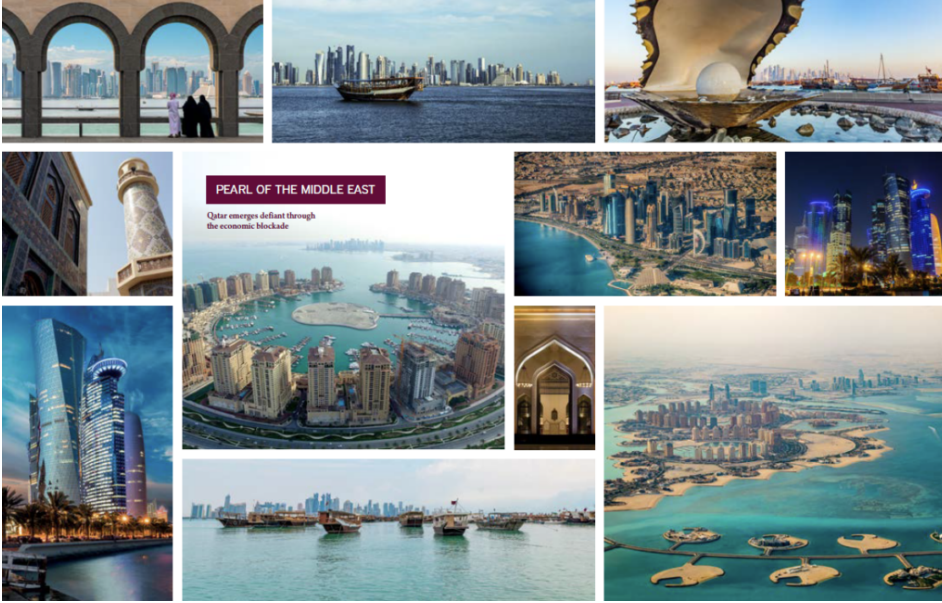 PEARL OF THE MIDDLE EAST
Qatar emerges defiant through
the economic blockade